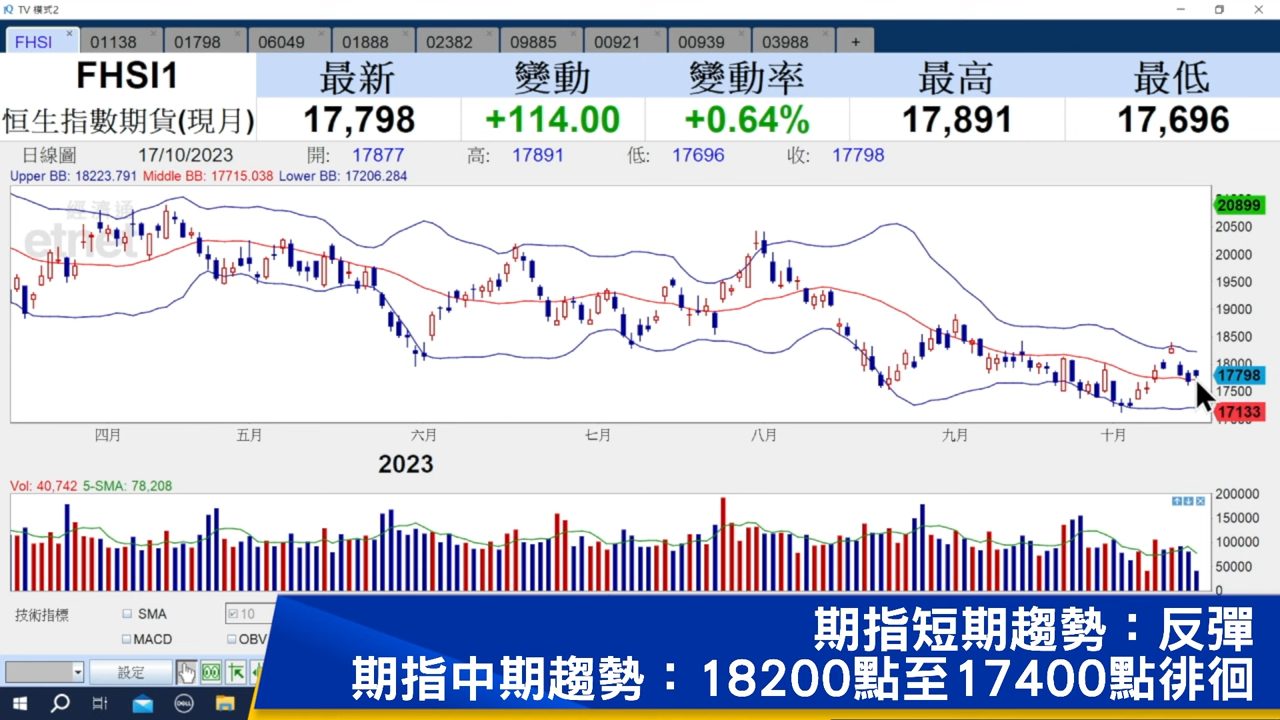 TV 模式2
FHSI 01138 01798 06049 01888 02382 09885 00921 00939 03988 +
FHSI1 最新 變動 變動率 最高 最低
恒生指數期貨(現月) 17,798 +114.00 +0.64% 17,891 17,696
日線圖 17/10/2023 開: 17877 高: 17891 低: 17696 收: 17798
Upper BB: 18223.791 Middle BB: 17715.038 Lower BB: 17206.284
經濟通
etnet
20899
20500
20000
19500
19000
18500
18000
17798
17500
17133
四月 五月 六月 七月 八月 九月 十月
2023
Vol: 40,742 5-SMA: 78,208
200000
150000
100000
50000
0
技術指標 SMA 10
MACD OBV
設定
DELL
期指短期趨勢：反彈
期指中期趨勢：18200點至17400點徘徊